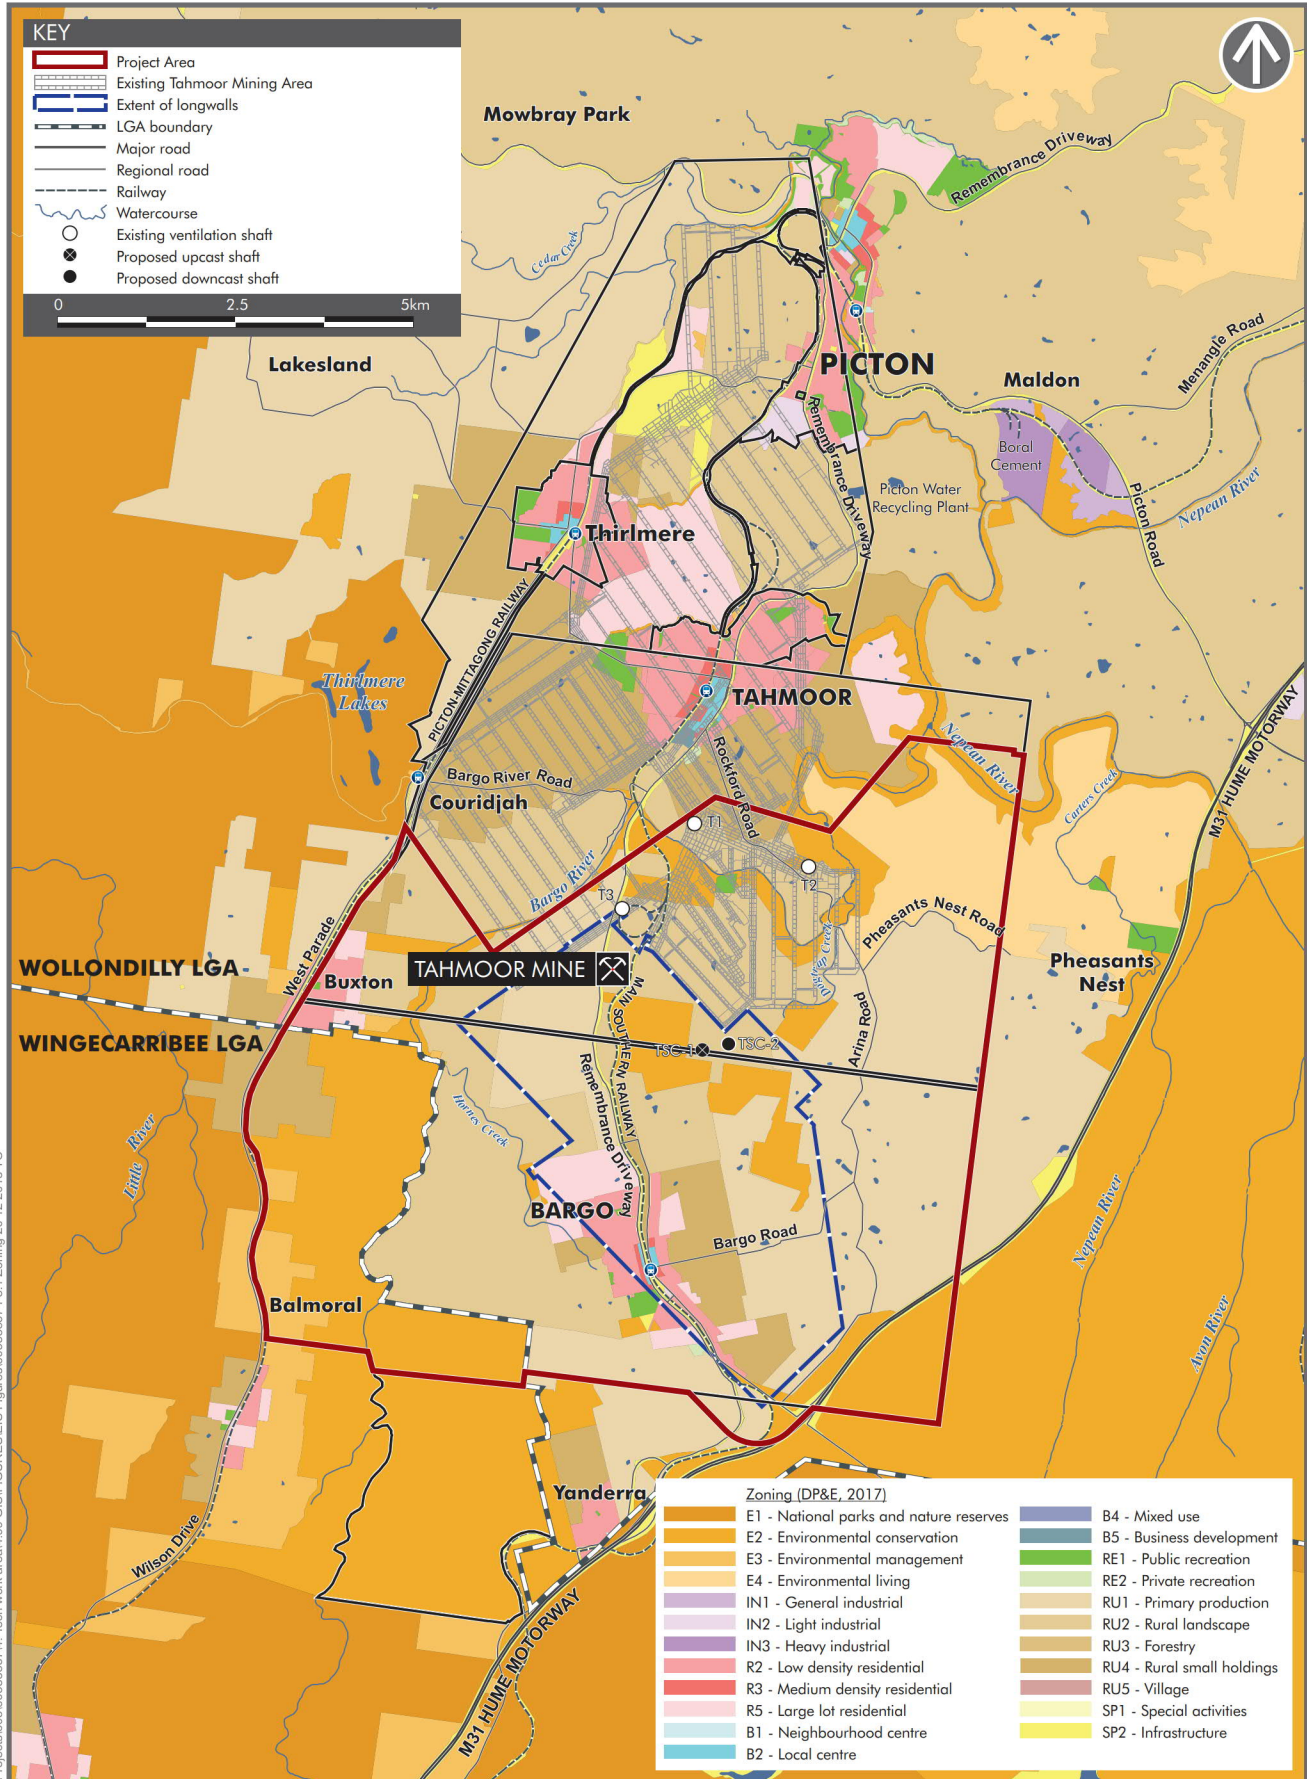 KEY
Project Area
Existing Tahmoor Mining Area
Extent of longwalls
LGA boundary
Major road
Regional road
Railway
Watercourse
Existing ventilation shaft
Proposed upcast shaft
Proposed downcast shaft
0 2.5 5km
Mowbray Park
Remembrance Driveway
Cedar Creek
Lakesland
PICTON
Maldon
Menangle Road
Remembrance Driveway
Boral
Cement
Picton Water
Recycling Plant
Picton Road
Nepean River
Thirlmere
PICTON-MITTAGONG RAILWAY
Thirlmere
Lakes
TAHMOOR
M31 HUME MOTORWAY
Nepean River
Rockford Road
Bargo River Road
Couridjah
Carters Creek
T1
T2
Bargo River
T3
Pheasants Nest Road
West Parade
WOLLONDILLY LGA
Buxton
TAHMOOR MINE
Pheasants
Nest
WINGECARRIBEE LGA
MAIN SOUTHERN RAILWAY
TSC-1
TSC-2
Arina Road
Remembrance Driveway
Hornes Creek
Little River
BARGO
Bargo Road
Nepean River
Avon River
Balmoral
Yanderra
Wilson Drive
M31 HUME MOTORWAY
Zoning (DP&E, 2017)
E1 - National parks and nature reserves
E2 - Environmental conservation
E3 - Environmental management
E4 - Environmental living
IN1 - General industrial
IN2 - Light industrial
IN3 - Heavy industrial
R2 - Low density residential
R3 - Medium density residential
R5 - Large lot residential
B1 - Neighbourhood centre
B2 - Local centre
B4 - Mixed use
B5 - Business development
RE1 - Public recreation
RE2 - Private recreation
RU1 - Primary production
RU2 - Rural landscape
RU3 - Forestry
RU4 - Rural small holdings
RU5 - Village
SP1 - Special activities
SP2 - Infrastructure